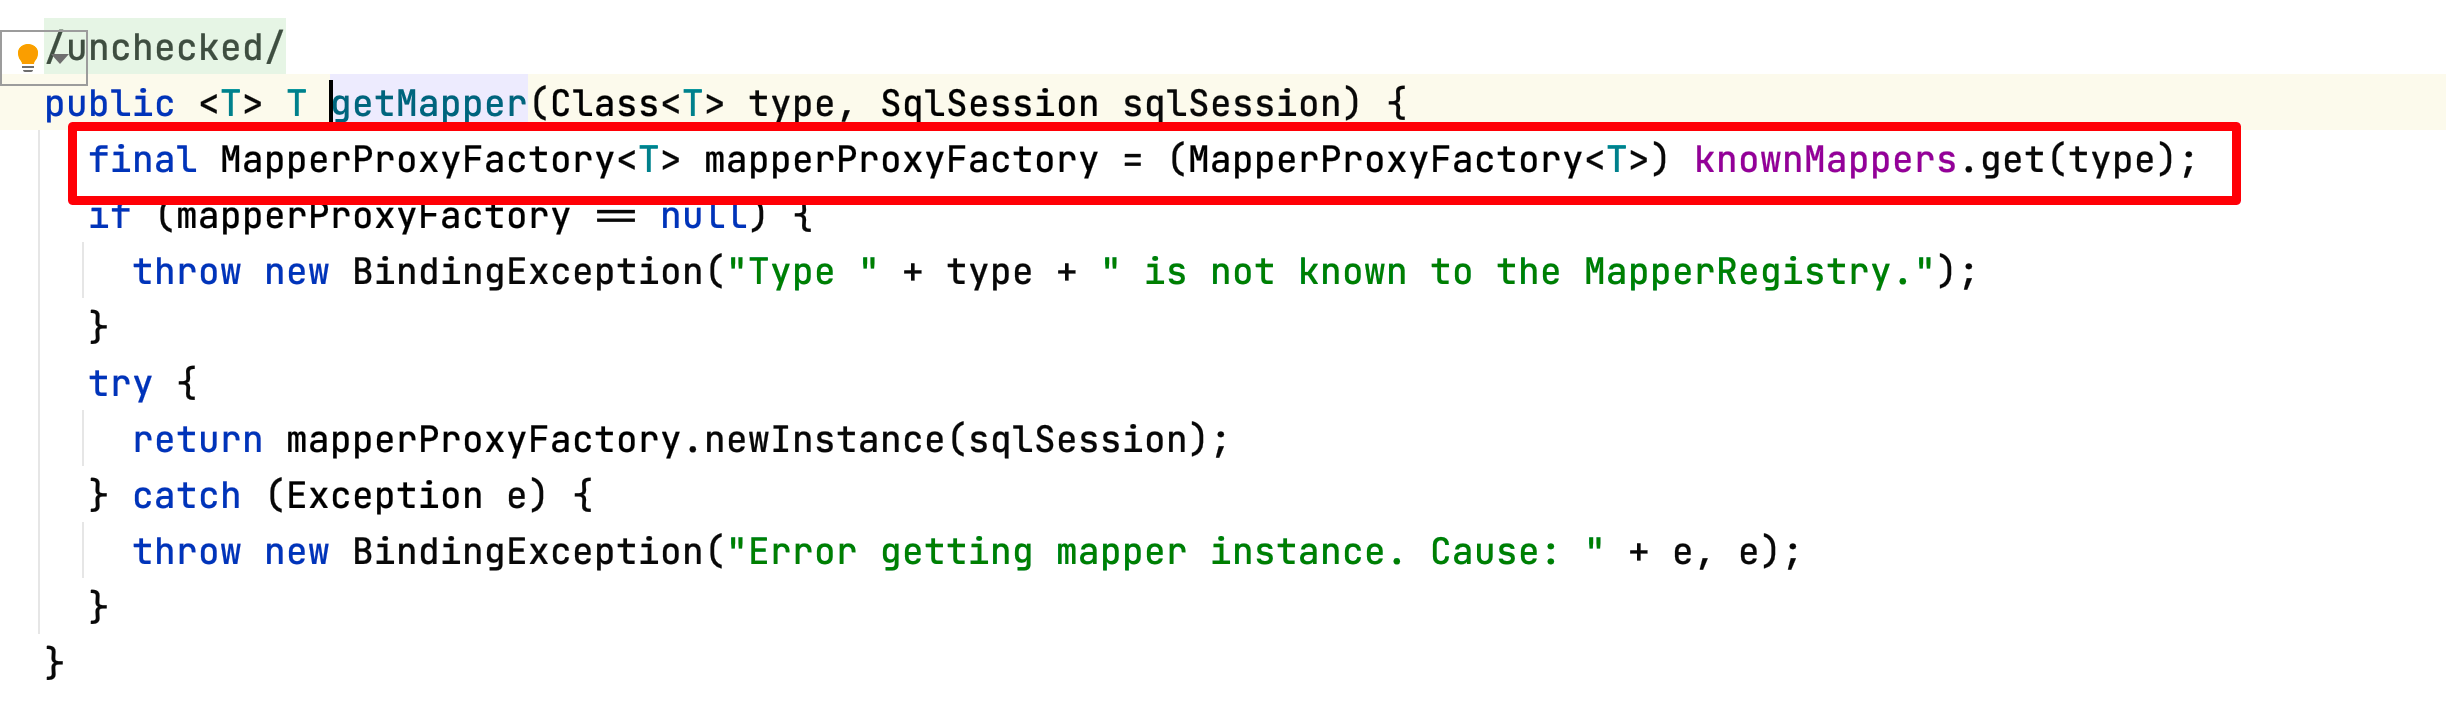 /unchecked/
public <T> T getMapper(Class<T> type, SqlSession sqlSession) {
final MapperProxyFactory<T> mapperProxyFactory = (MapperProxyFactory<T>) knownMappers.get(type);
if (mapperProxyFactory == null) {
throw new BindingException("Type " + type + " is not known to the MapperRegistry.");
}
try {
return mapperProxyFactory.newInstance(sqlSession);
} catch (Exception e) {
throw new BindingException("Error getting mapper instance. Cause: " + e, e);
}
}